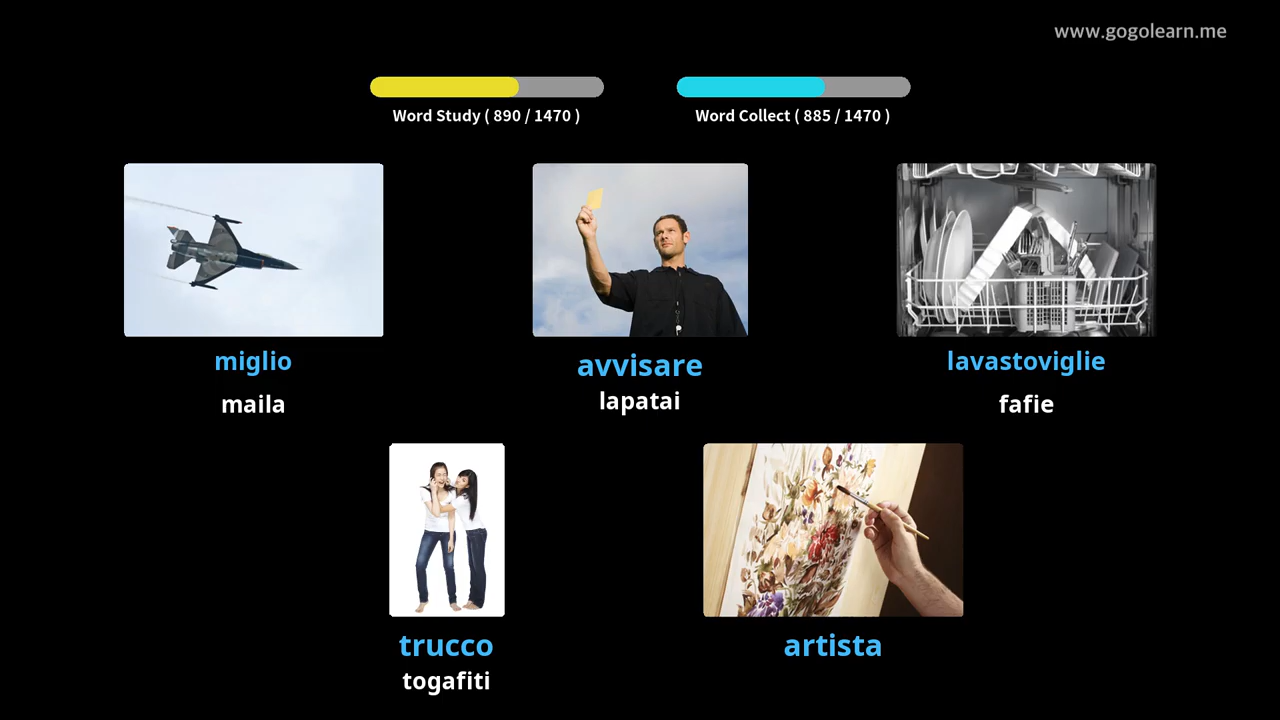 www.gogolearn.me
Word Study ( 890 / 1470 )
Word Collect ( 885 / 1470 )
miglio
maila
avvisare
lapatai
lavastoviglie
fafie
trucco
togafiti
artista